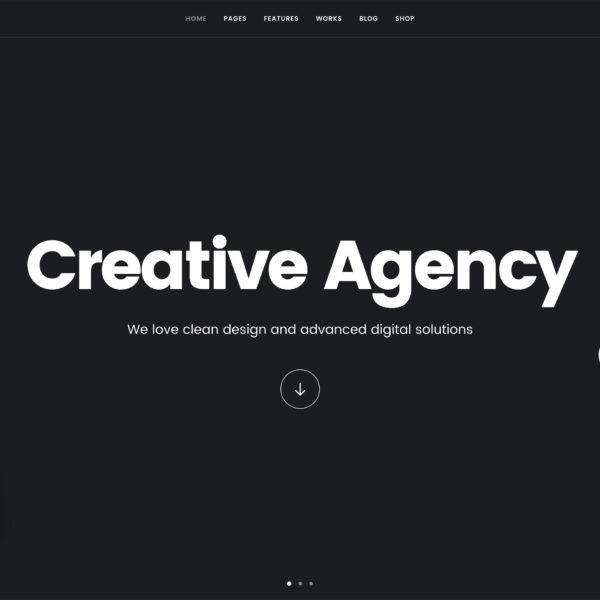 HOME PAGES FEATURES WORKS BLOG SHOP
Creative Agency
We love clean design and advanced digital solutions